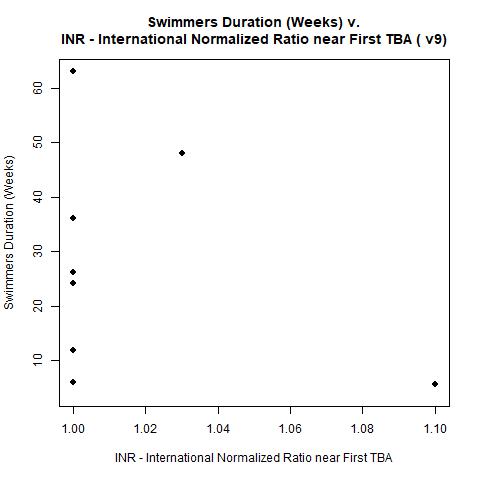 Swimmers Duration (Weeks) v.
INR - International Normalized Ratio near First TBA ( v9)
Swimmers Duration (Weeks)
60
50
40
30
20
10
1.00 1.02 1.04 1.06 1.08 1.10
INR - International Normalized Ratio near First TBA